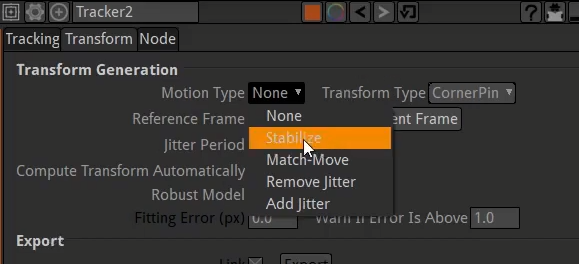 Tracker2
?
Tracking Transform Node
Transform Generation
Motion Type None Transform Type CornerPin
None
Reference Frame ent Frame
Stabilize
Jitter Period
Match-Move
Compute Transform Automatically
Remove Jitter
Robust Model
Add Jitter
Fitting Error (px) 0.0 Warn If Error Is Above 1.0
Export
Link Export